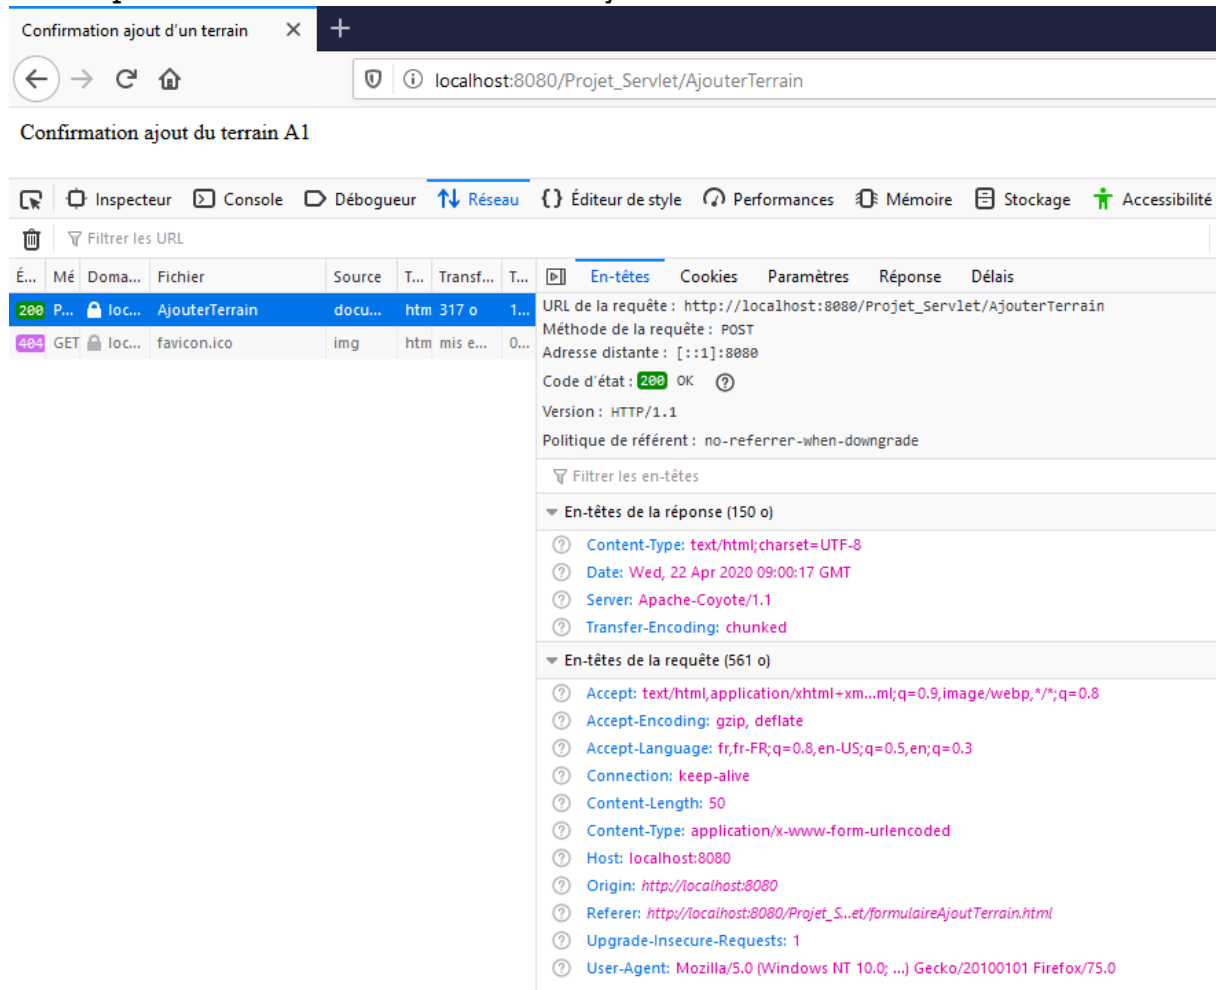 Confirmation ajout d'un terrain
localhost:8080/Projet_Servlet/AjouterTerrain
Confirmation ajout du terrain A1
Inspecteur Console Débogueur Réseau Éditeur de style Performances Mémoire Stockage Accessibilité
Filtrer les URL
É... Mé Doma... Fichier Source T... Transf... T...
200 P... loc... AjouterTerrain docu... htm 317 o 1...
404 GET loc... favicon.ico img htm mis e... 0...
En-têtes Cookies Paramètres Réponse Délais
URL de la requête : http://localhost:8080/Projet_Servlet/AjouterTerrain
Méthode de la requête : POST
Adresse distante : [::1]:8080
Code d'état : 200 OK
Version : HTTP/1.1
Politique de référent : no-referrer-when-downgrade
Filtrer les en-têtes
En-têtes de la réponse (150 o)
Content-Type: text/html;charset=UTF-8
Date: Wed, 22 Apr 2020 09:00:17 GMT
Server: Apache-Coyote/1.1
Transfer-Encoding: chunked
En-têtes de la requête (561 o)
Accept: text/html,application/xhtml+xm...ml;q=0.9,image/webp,*/*;q=0.8
Accept-Encoding: gzip, deflate
Accept-Language: fr,fr-FR;q=0.8,en-US;q=0.5,en;q=0.3
Connection: keep-alive
Content-Length: 50
Content-Type: application/x-www-form-urlencoded
Host: localhost:8080
Origin: http://localhost:8080
Referer: http://localhost:8080/Projet_S...et/formulaireAjoutTerrain.html
Upgrade-Insecure-Requests: 1
User-Agent: Mozilla/5.0 (Windows NT 10.0; ...) Gecko/20100101 Firefox/75.0